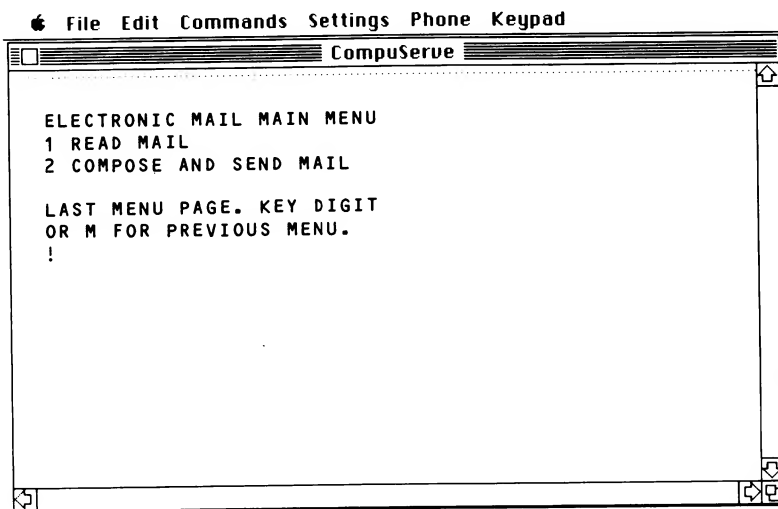 File Edit Commands Settings Phone Keypad
CompuServe
ELECTRONIC MAIL MAIN MENU
1 READ MAIL
2 COMPOSE AND SEND MAIL
LAST MENU PAGE. KEY DIGIT
OR M FOR PREVIOUS MENU.
!